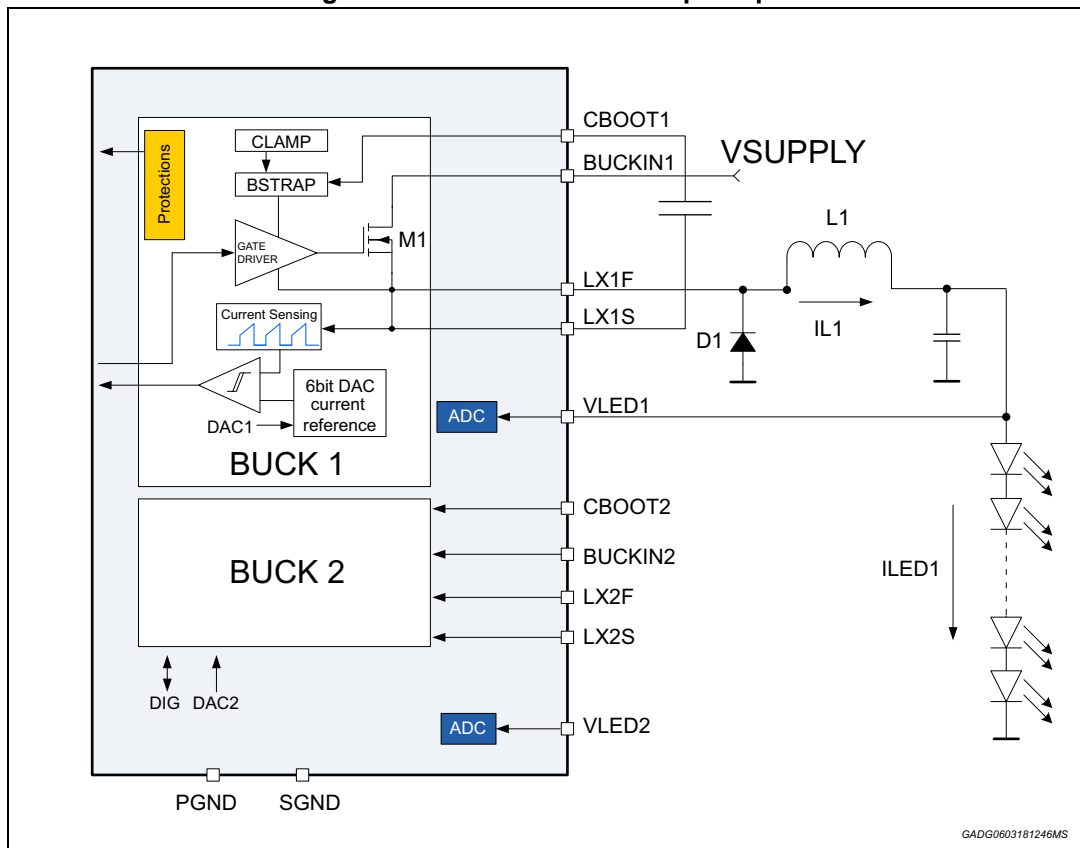 CBOOT1
CLAMP
VSUPPLY
BUCKIN1
BSTRAP
Protections
L1
M1
GATE
DRIVER
LX1F
Current Sensing
LX1S
IL1
D1
6bit DAC
current
reference
ADC
VLED1
DAC1
BUCK 1
CBOOT2
BUCKIN2
BUCK 2
ILED1
LX2F
LX2S
DIG
DAC2
ADC
VLED2
PGND
SGND
GADG0603181246MS